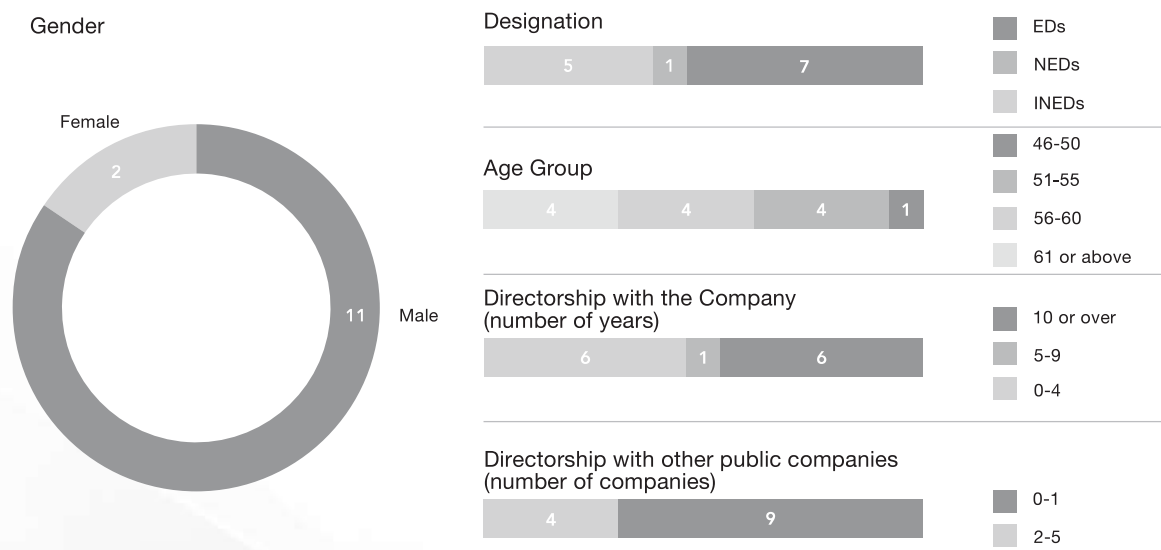 Gender
Female
2
11
Male
Designation
5 1 7
EDs
NEDs
INEDs
Age Group
4 4 4 1
46-50
51-55
56-60
61 or above
Directorship with the Company
(number of years)
6 1 6
10 or over
5-9
0-4
Directorship with other public companies
(number of companies)
4 9
0-1
2-5